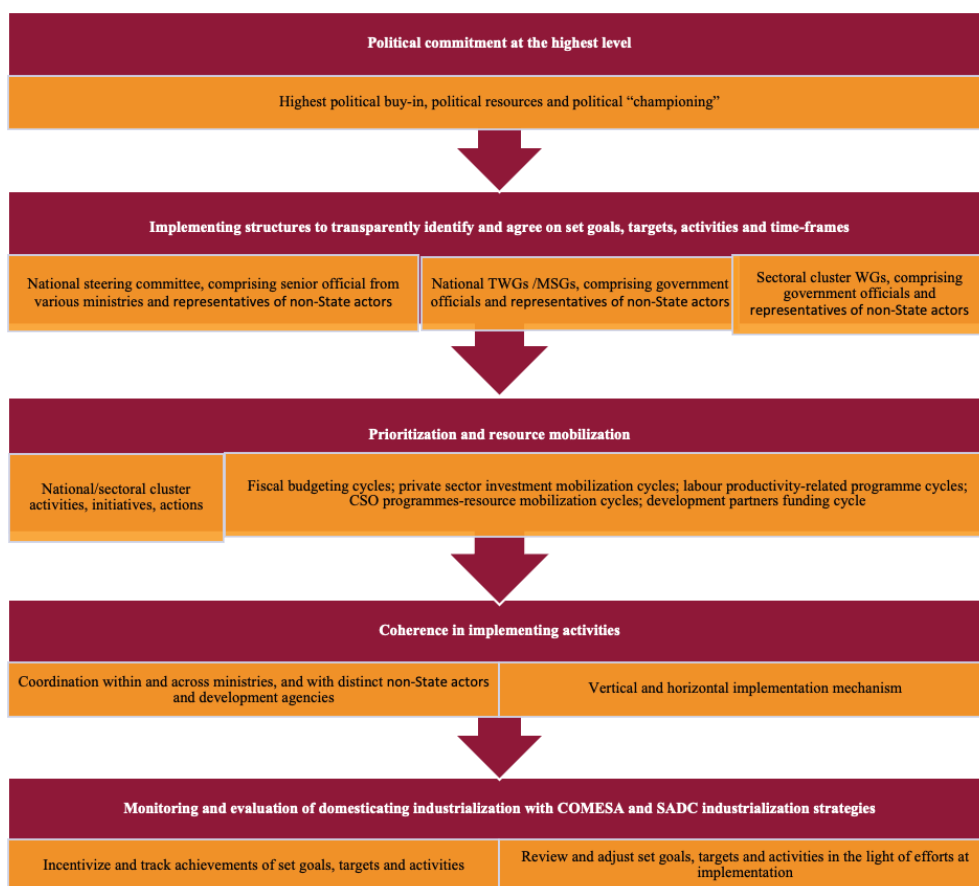 Political commitment at the highest level
Highest political buy-in, political resources and political “championing”
Implementing structures to transparently identify and agree on set goals, targets, activities and time-frames
National steering committee, comprising senior official from
various ministries and representatives of non-State actors
National TWGs /MSGs, comprising government
officials and representatives of non-State actors
Sectoral cluster WGs, comprising
government officials and
representatives of non-State actors
Prioritization and resource mobilization
National/sectoral cluster
activities, initiatives, actions
Fiscal budgeting cycles; private sector investment mobilization cycles; labour productivity-related programme cycles;
CSO programmes-resource mobilization cycles; development partners funding cycle
Coherence in implementing activities
Coordination within and across ministries, and with distinct non-State actors
and development agencies
Vertical and horizontal implementation mechanism
Monitoring and evaluation of domesticating industrialization with COMESA and SADC industrialization strategies
Incentivize and track achievements of set goals, targets and activities
Review and adjust set goals, targets and activities in the light of efforts at
implementation